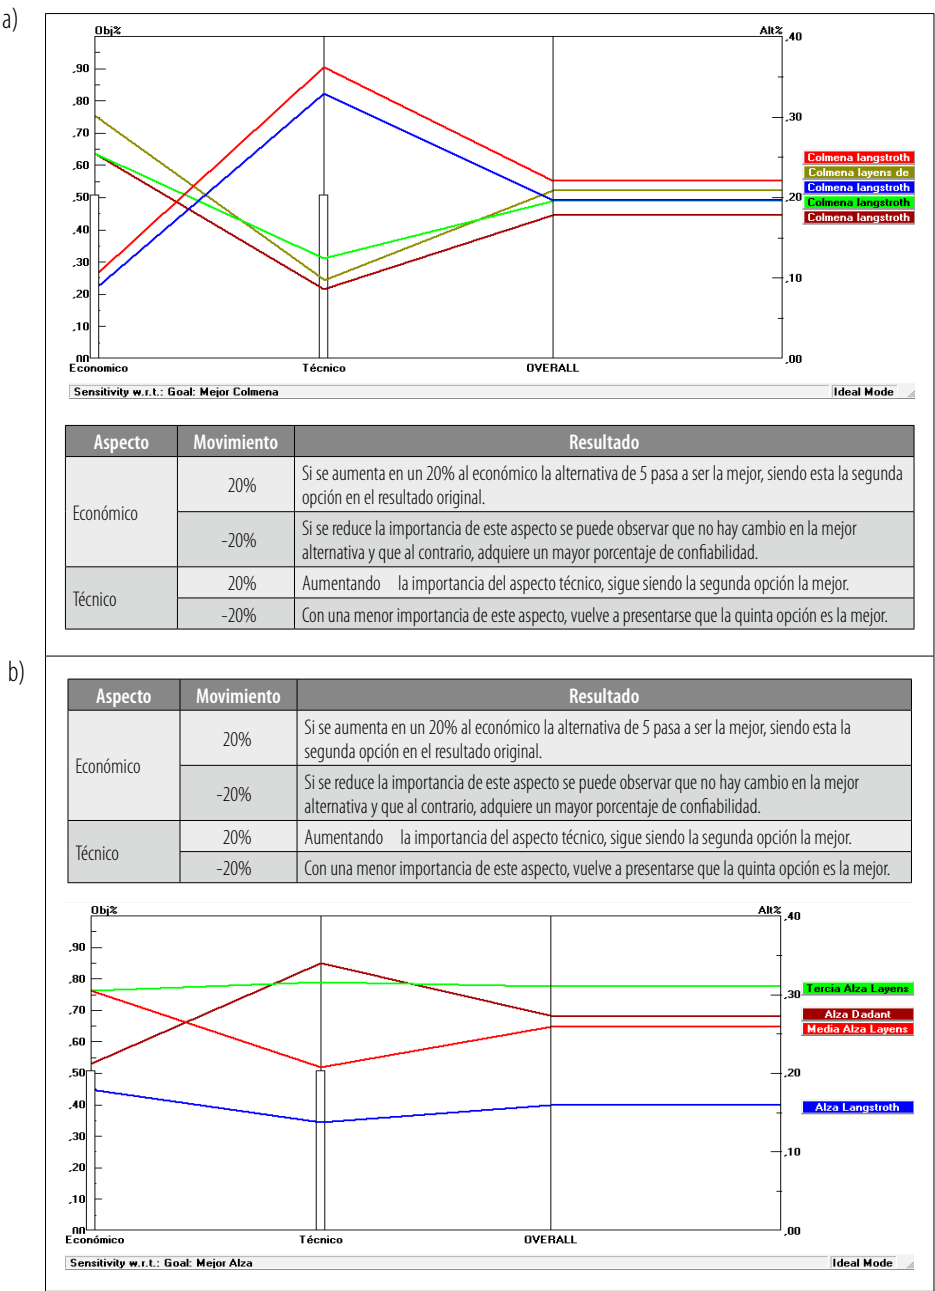 a)
Obj%
Alt%
,40
,90
,80
,30
,70
,60
,50
,20
,40
,30
,10
,20
,10
,00
,00
Colmena langstroth
Colmena layens de
Colmena langstroth
Colmena langstroth
Colmena langstroth
Economico
Técnico
OVERALL
Sensitivity w.r.t.: Goal: Mejor Colmena
Ideal Mode
Aspecto Movimiento Resultado
Económico
20%
Si se aumenta en un 20% al económico la alternativa de 5 pasa a ser la mejor, siendo esta la segunda
opción en el resultado original.
-20%
Si se reduce la importancia de este aspecto se puede observar que no hay cambio en la mejor
alternativa y que al contrario, adquiere un mayor porcentaje de confiabilidad.
Técnico
20%
Aumentando la importancia del aspecto técnico, sigue siendo la segunda opción la mejor.
-20%
Con una menor importancia de este aspecto, vuelve a presentarse que la quinta opción es la mejor.
b)
Aspecto Movimiento Resultado
Económico
20%
Si se aumenta en un 20% al económico la alternativa de 5 pasa a ser la mejor, siendo esta la
segunda opción en el resultado original.
-20%
Si se reduce la importancia de este aspecto se puede observar que no hay cambio en la mejor
alternativa y que al contrario, adquiere un mayor porcentaje de confiabilidad.
Técnico
20%
Aumentando la importancia del aspecto técnico, sigue siendo la segunda opción la mejor.
-20%
Con una menor importancia de este aspecto, vuelve a presentarse que la quinta opción es la mejor.
Obj%
Alt%
,40
,90
,80
,30
,70
,60
,50
,20
,40
,30
,10
,20
,10
,00
,00
Tercia Alza Layens
Alza Dadant
Media Alza Layens
Alza Langstroth
Económico
Técnico
OVERALL
Sensitivity w.r.t.: Goal: Mejor Alza
Ideal Mode